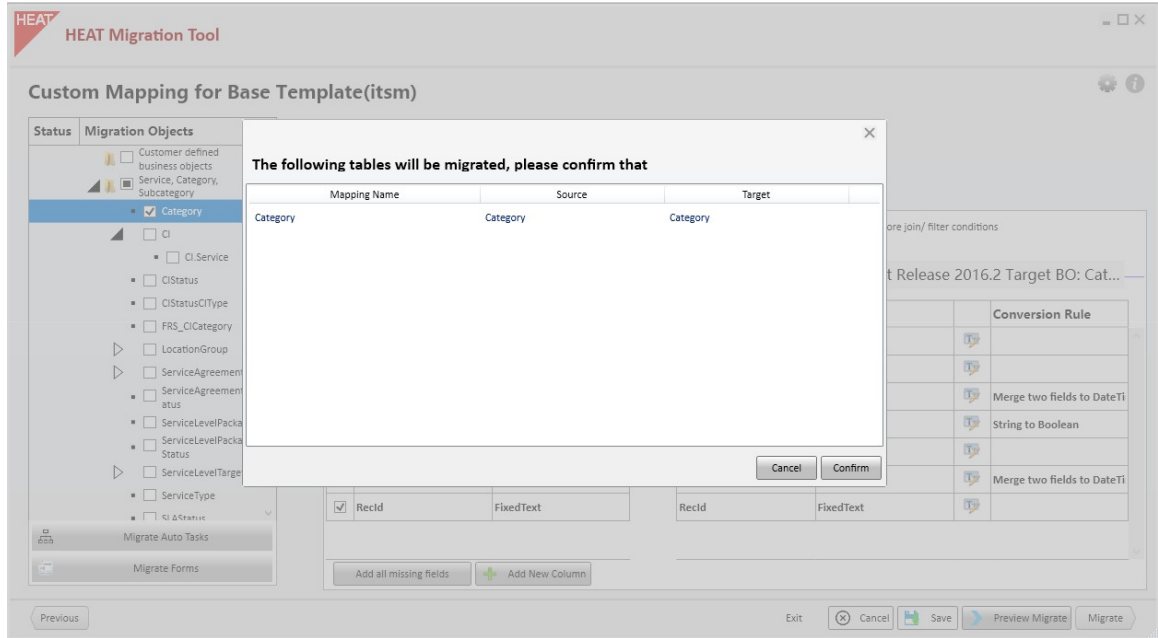 HEAT
HEAT Migration Tool
Custom Mapping for Base Template(itsm)
Status Migration Objects
Customer defined
business objects
Service, Category,
Subcategory
Category
CI
CI.Service
CIStatus
CIStatusCIType
FRS_CICategory
LocationGroup
ServiceAgreement
ServiceAgreement
atus
ServiceLevelPacka
ServiceLevelPacka
Status
ServiceLevelTarge
ServiceType
SLAStatus
Migrate Auto Tasks
Migrate Forms
The following tables will be migrated, please confirm that
Mapping Name Source Target
Category Category Category
Cancel Confirm
ore join/ filter conditions
t Release 2016.2 Target BO: Cat...
Conversion Rule
Merge two fields to DateTi
String to Boolean
Merge two fields to DateTi
RecId FixedText RecId FixedText
Add all missing fields Add New Column
Previous Exit Cancel Save Preview Migrate Migrate